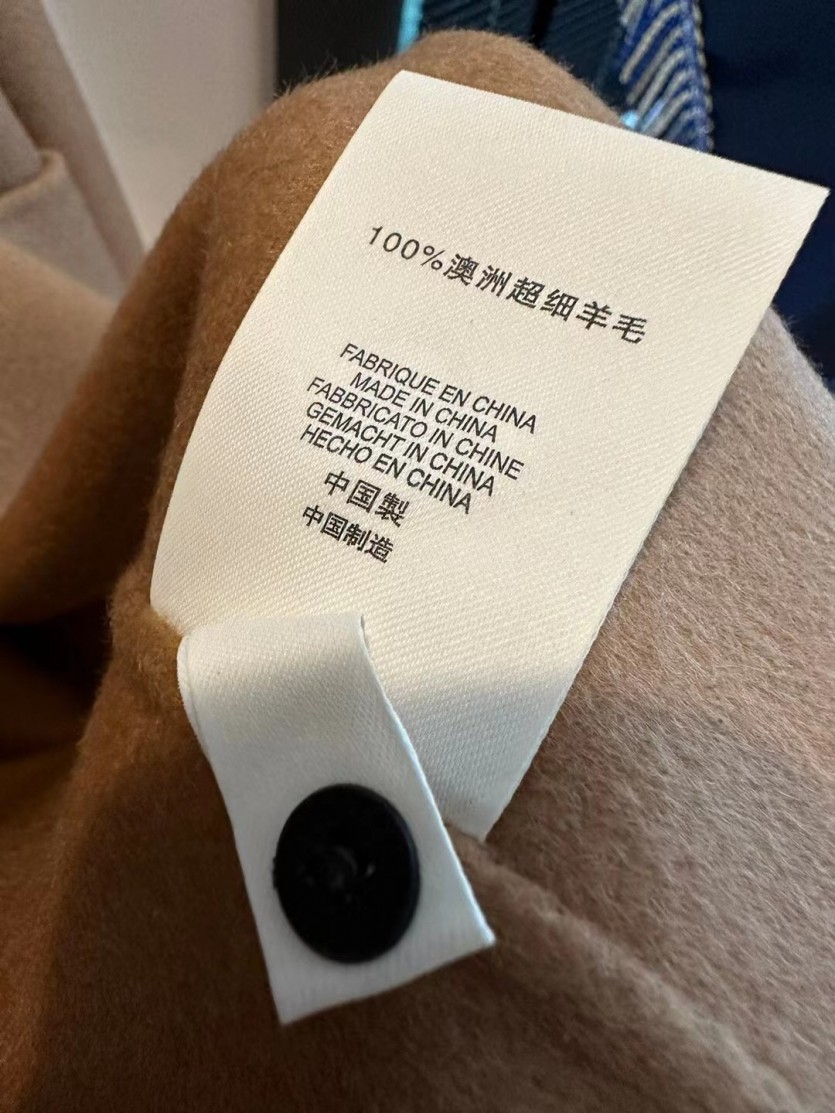 100%澳洲超细羊毛
FABRIQUE EN CHINA
MADE IN CHINA
FABBRICATO IN CHINE
GEMACHT IN CHINA
HECHO EN CHINA
中国製
中国制造